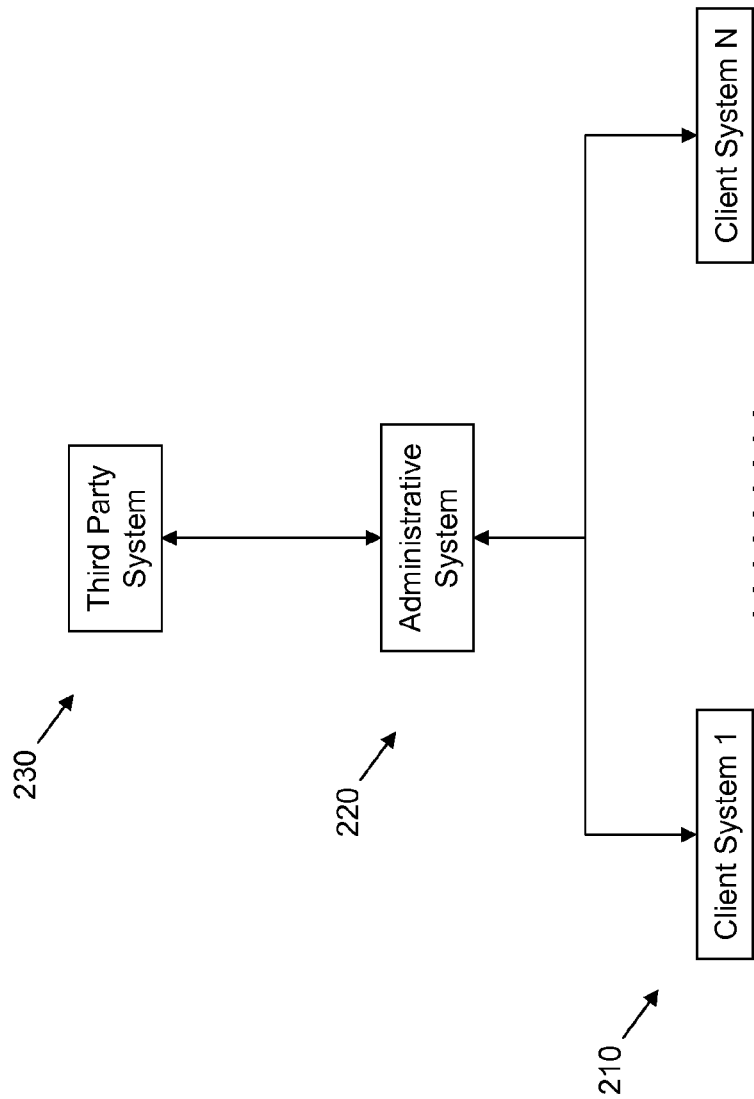 230
Third Party
System
220
Administrative
System
210
Client System 1
Client System N